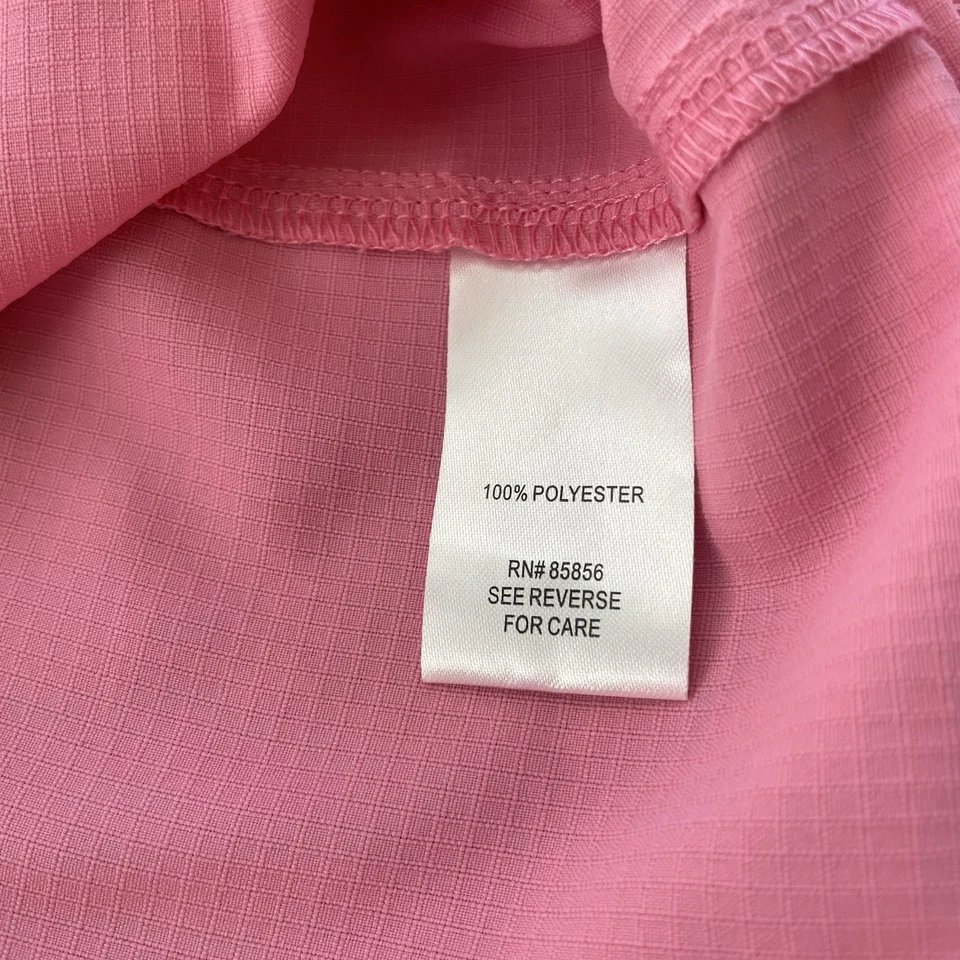 100% POLYESTER
RN# 85856
SEE REVERSE
FOR CARE